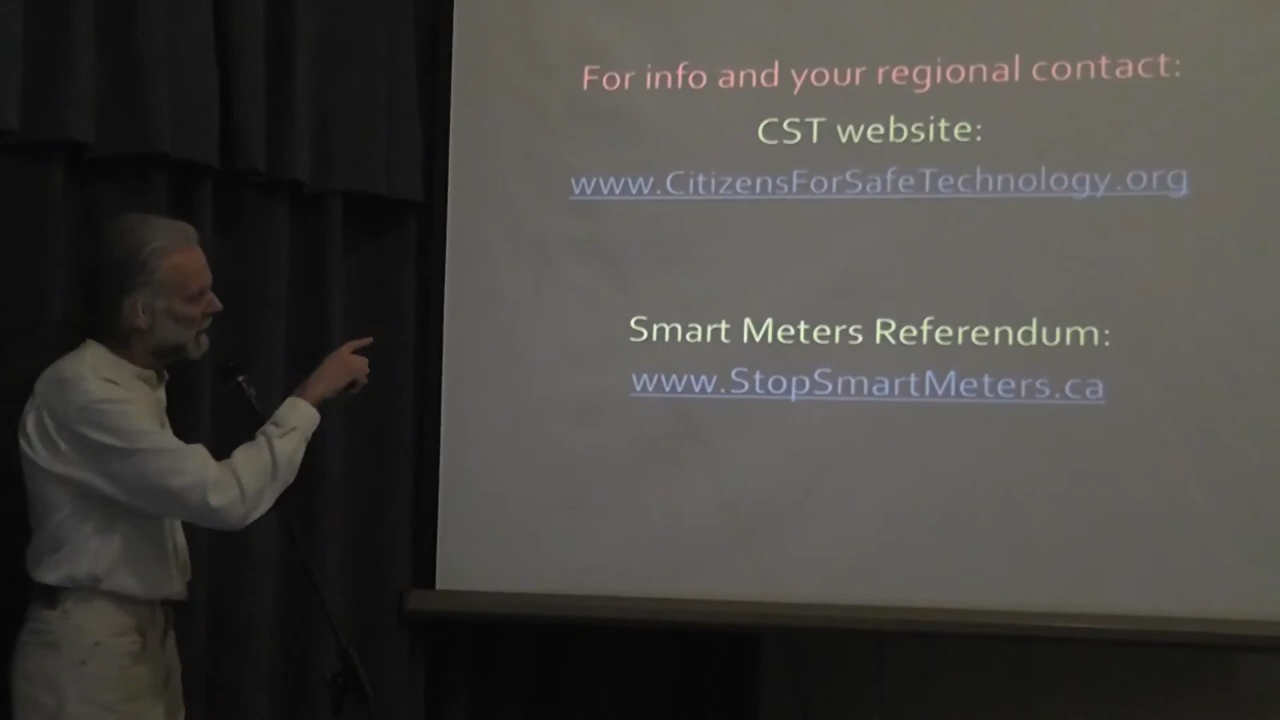 For info and your regional contact:
CST website:
www.CitizensForSafeTechnology.org
Smart Meters Referendum:
www.StopSmartMeters.ca